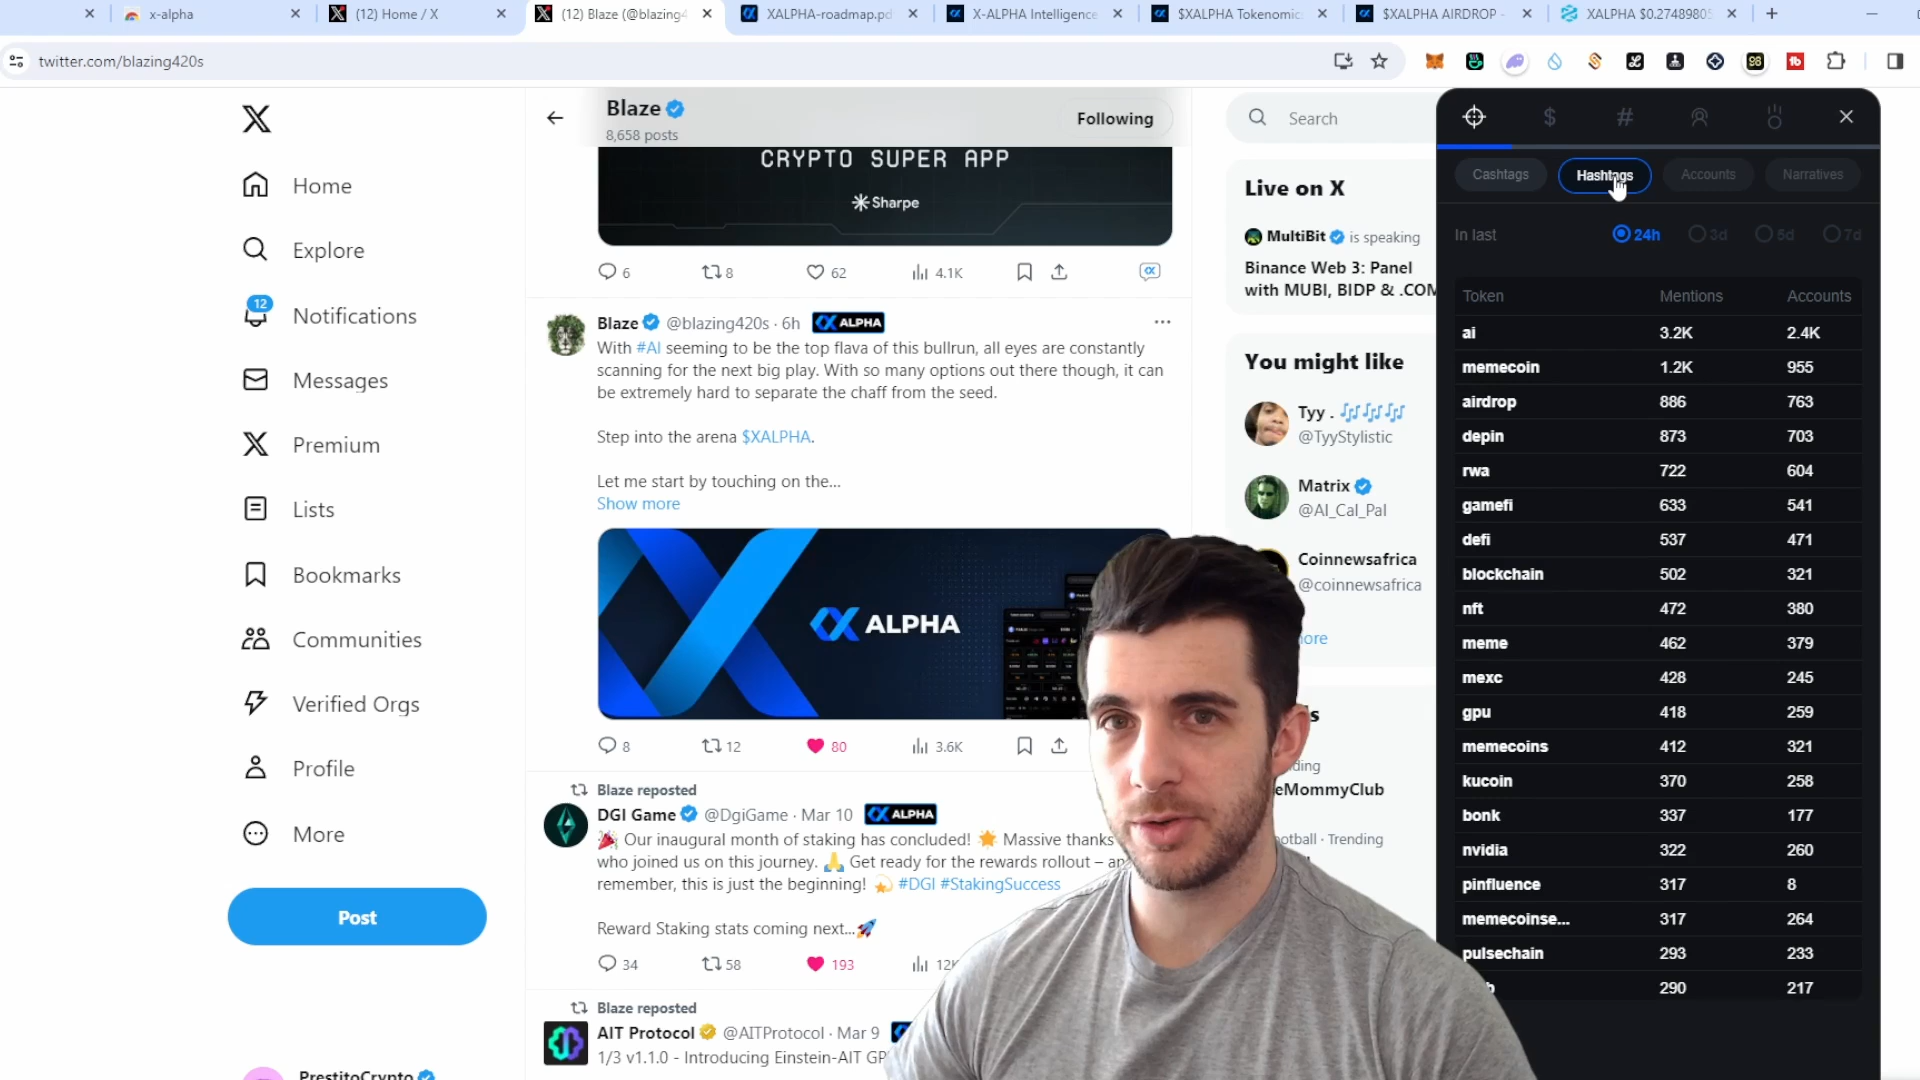 x-alpha
(12) Home / X
(12) Blaze (@blazing4
XALPHA-roadmap.pd
X-ALPHA Intelligence
$XALPHA Tokenomic
$XALPHA AIRDROP -
XALPHA $0.27489805
twitter.com/blazing420s
Home
Explore
12
Notifications
Messages
Premium
Lists
Bookmarks
Communities
Verified Orgs
Profile
More
Post
PrestitoCrypto
Blaze
8,658 posts
Following
CRYPTO SUPER APP
Sharpe
6
8
62
4.1K
Blaze @blazing420s · 6h ALPHA
With #AI seeming to be the top flava of this bullrun, all eyes are constantly
scanning for the next big play. With so many options out there though, it can
be extremely hard to separate the chaff from the seed.
Step into the arena $XALPHA.
Let me start by touching on the...
Show more
ALPHA
8
12
80
3.6K
Blaze reposted
DGI Game @DgiGame · Mar 10 ALPHA
🎉 Our inaugural month of staking has concluded! 🌟 Massive thanks
who joined us on this journey. 🙏 Get ready for the rewards rollout – an
remember, this is just the beginning! 💫 #DGI #StakingSuccess
Reward Staking stats coming next...🚀
34
58
193
12K
Blaze reposted
AIT Protocol @AITProtocol · Mar 9
1/3 v1.1.0 - Introducing Einstein-AIT GP
Search
Live on X
MultiBit is speaking
Binance Web 3: Panel
with MUBI, BIDP & .COM
You might like
Tyy . 🎶🎶🎶
@TyyStylistic
Matrix
@AI_Cal_Pal
Coinnewsafrica
@coinnewsafrica
ore
s
ding
eMommyClub
ootball · Trending
$
#
Cashtags
Hashtags
Accounts
Narratives
In last
24h
3d
5d
7d
Token Mentions Accounts
ai 3.2K 2.4K
memecoin 1.2K 955
airdrop 886 763
depin 873 703
rwa 722 604
gamefi 633 541
defi 537 471
blockchain 502 321
nft 472 380
meme 462 379
mexc 428 245
gpu 418 259
memecoins 412 321
kucoin 370 258
bonk 337 177
nvidia 322 260
pinfluence 317 8
memecoinse... 317 264
pulsechain 293 233
b 290 217